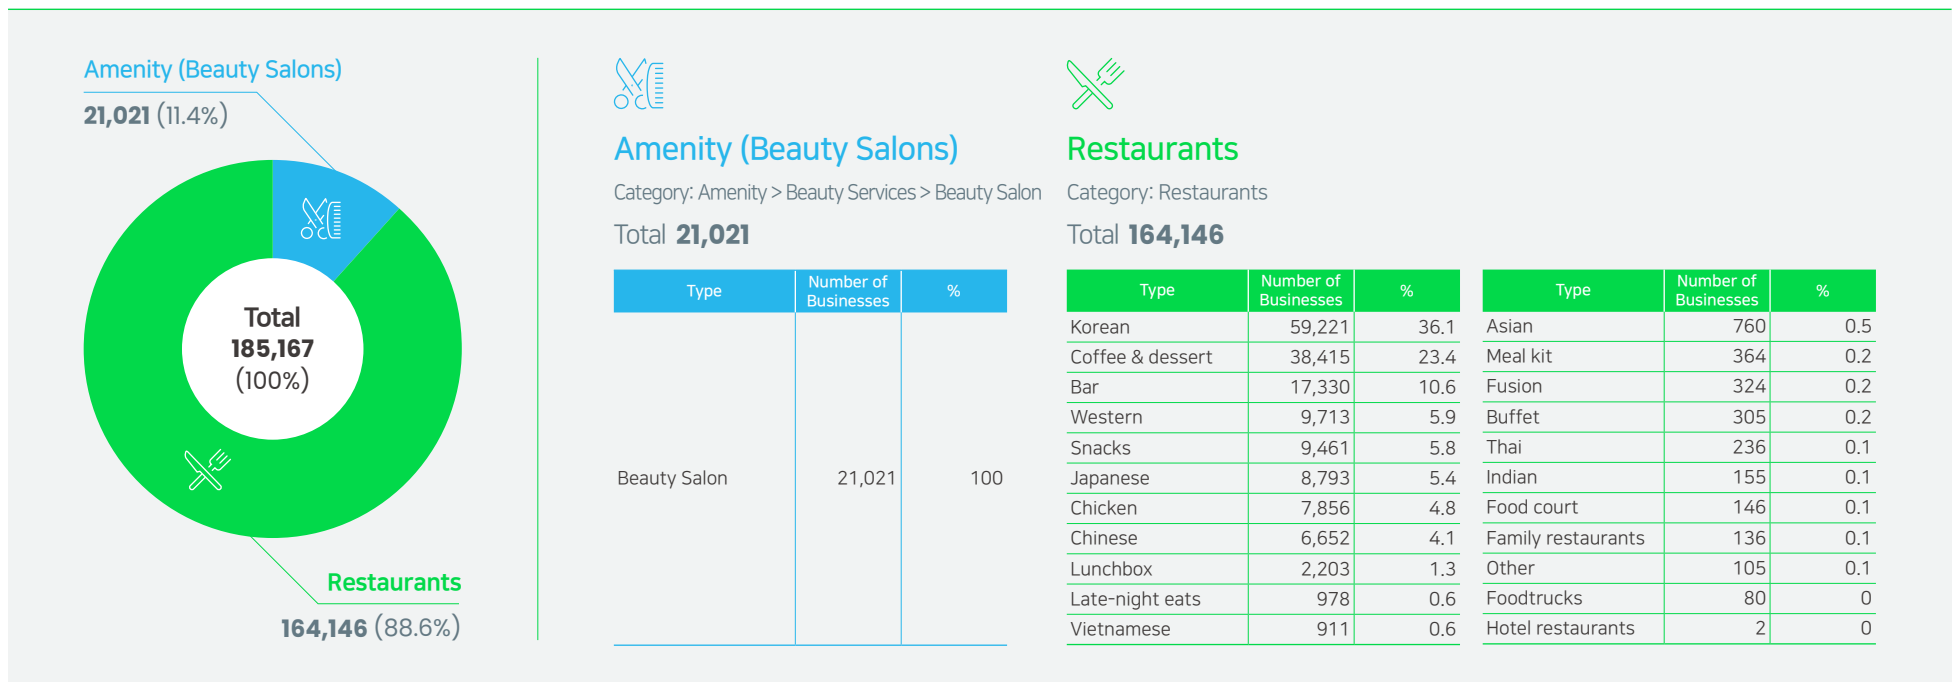 Amenity (Beauty Salons)
21,021 (11.4%)
Total
185,167
(100%)
Restaurants
164,146 (88.6%)
Amenity (Beauty Salons)
Category: Amenity > Beauty Services > Beauty Salon
Total 21,021
Type Number of Businesses %
Beauty Salon 21,021 100
Restaurants
Category: Restaurants
Total 164,146
Type Number of Businesses %
Korean 59,221 36.1
Coffee & dessert 38,415 23.4
Bar 17,330 10.6
Western 9,713 5.9
Snacks 9,461 5.8
Japanese 8,793 5.4
Chicken 7,856 4.8
Chinese 6,652 4.1
Lunchbox 2,203 1.3
Late-night eats 978 0.6
Vietnamese 911 0.6
Type Number of Businesses %
Asian 760 0.5
Meal kit 364 0.2
Fusion 324 0.2
Buffet 305 0.2
Thai 236 0.1
Indian 155 0.1
Food court 146 0.1
Family restaurants 136 0.1
Other 105 0.1
Foodtrucks 80 0
Hotel restaurants 2 0